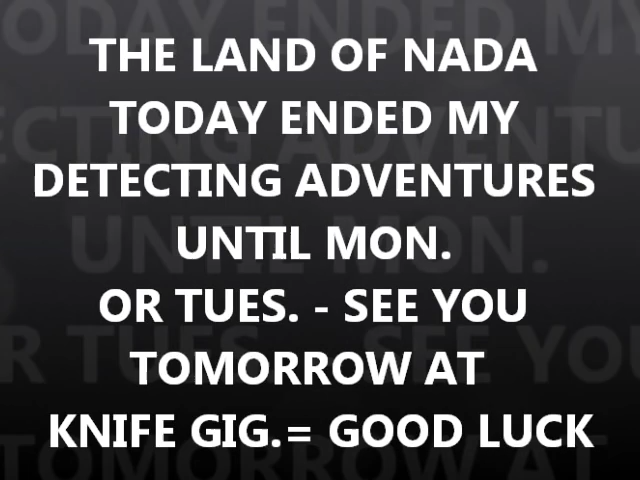 THE LAND OF NADA
TODAY ENDED MY
DETECTING ADVENTURES
UNTIL MON.
OR TUES. - SEE YOU
TOMORROW AT
KNIFE GIG.= GOOD LUCK